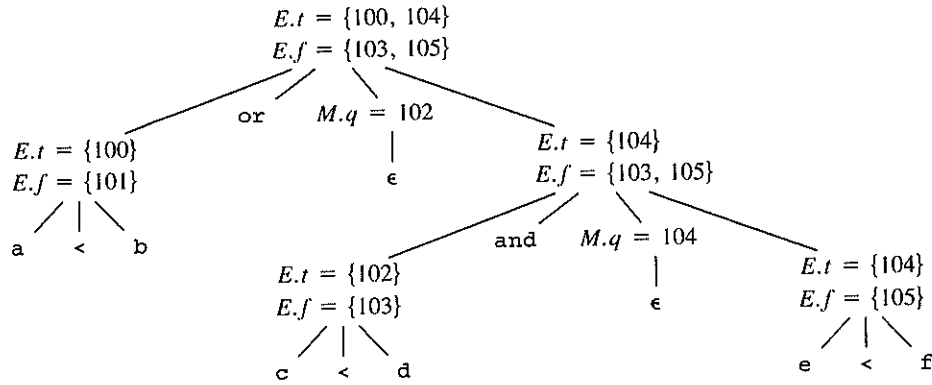 E.t = {100, 104}
E.f = {103, 105}
or
M.q = 102
E.t = {100}
E.f = {101}
ϵ
E.t = {104}
E.f = {103, 105}
a < b
and
M.q = 104
E.t = {102}
E.f = {103}
ϵ
E.t = {104}
E.f = {105}
c < d
e < f